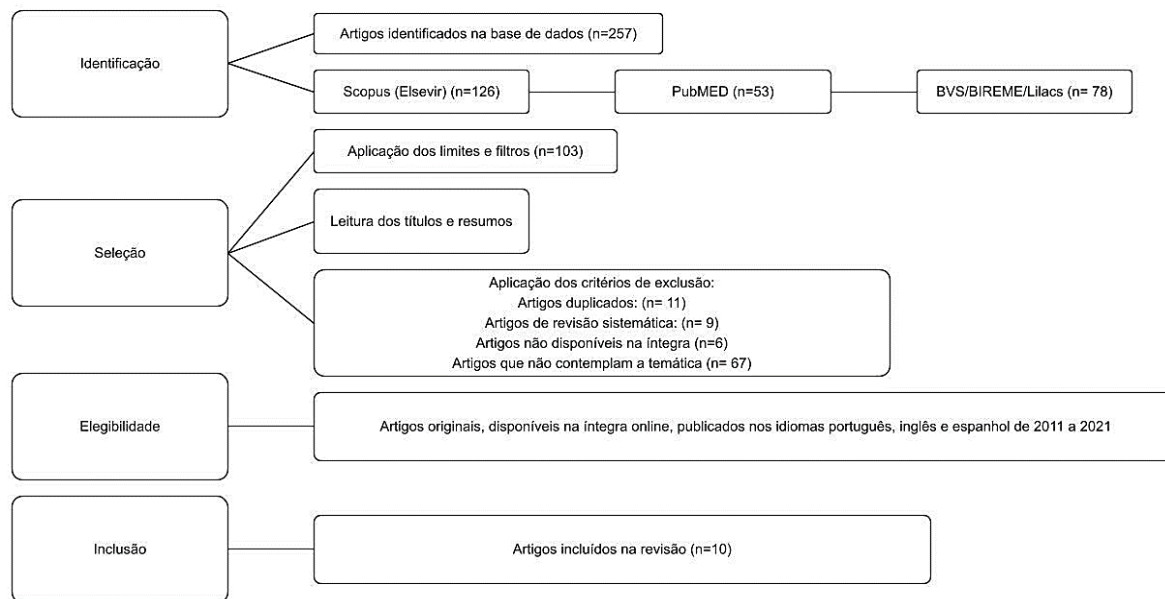 Identificação
Artigos identificados na base de dados (n=257)
Scopus (Elsevir) (n=126)
PubMED (n=53)
BVS/BIREME/Lilacs (n= 78)
Seleção
Aplicação dos limites e filtros (n=103)
Leitura dos títulos e resumos
Aplicação dos critérios de exclusão:
Artigos duplicados: (n= 11)
Artigos de revisão sistemática: (n= 9)
Artigos não disponíveis na íntegra (n=6)
Artigos que não contemplam a temática (n= 67)
Elegibilidade
Artigos originais, disponíveis na íntegra online, publicados nos idiomas português, inglês e espanhol de 2011 a 2021
Inclusão
Artigos incluídos na revisão (n=10)